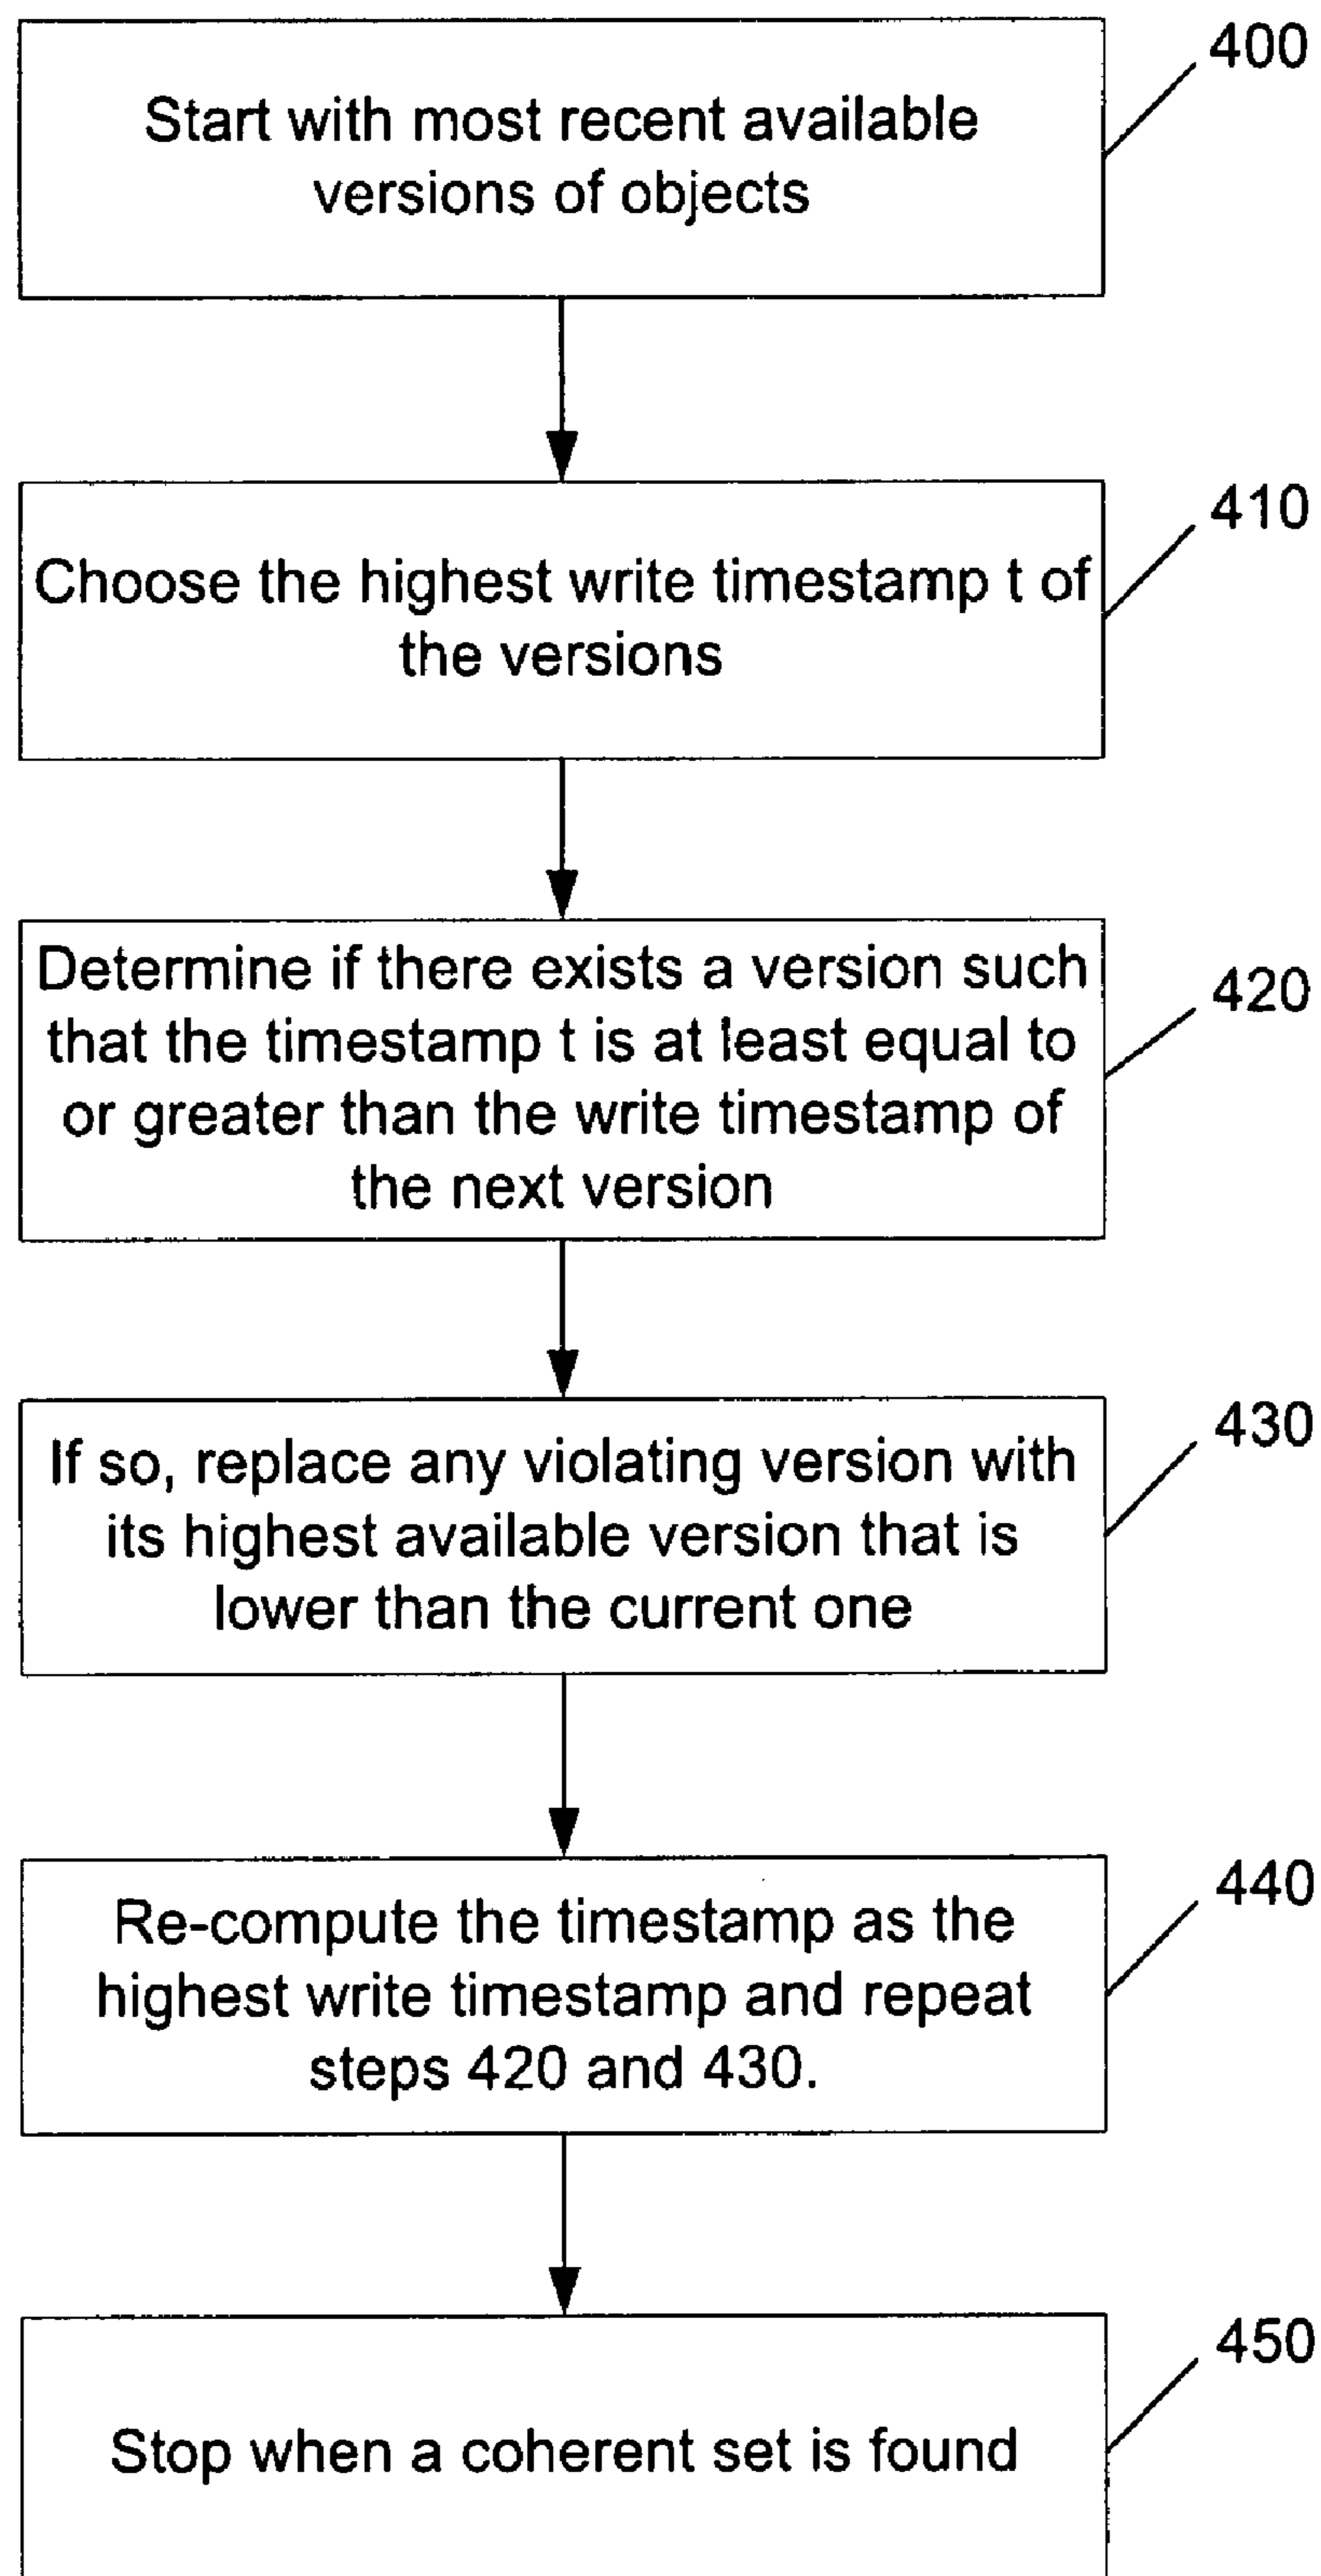 400
Start with most recent available
versions of objects
410
Choose the highest write timestamp t of
the versions
420
Determine if there exists a version such
that the timestamp t is at least equal to
or greater than the write timestamp of
the next version
430
If so, replace any violating version with
its highest available version that is
lower than the current one
440
Re-compute the timestamp as the
highest write timestamp and repeat
steps 420 and 430.
450
Stop when a coherent set is found